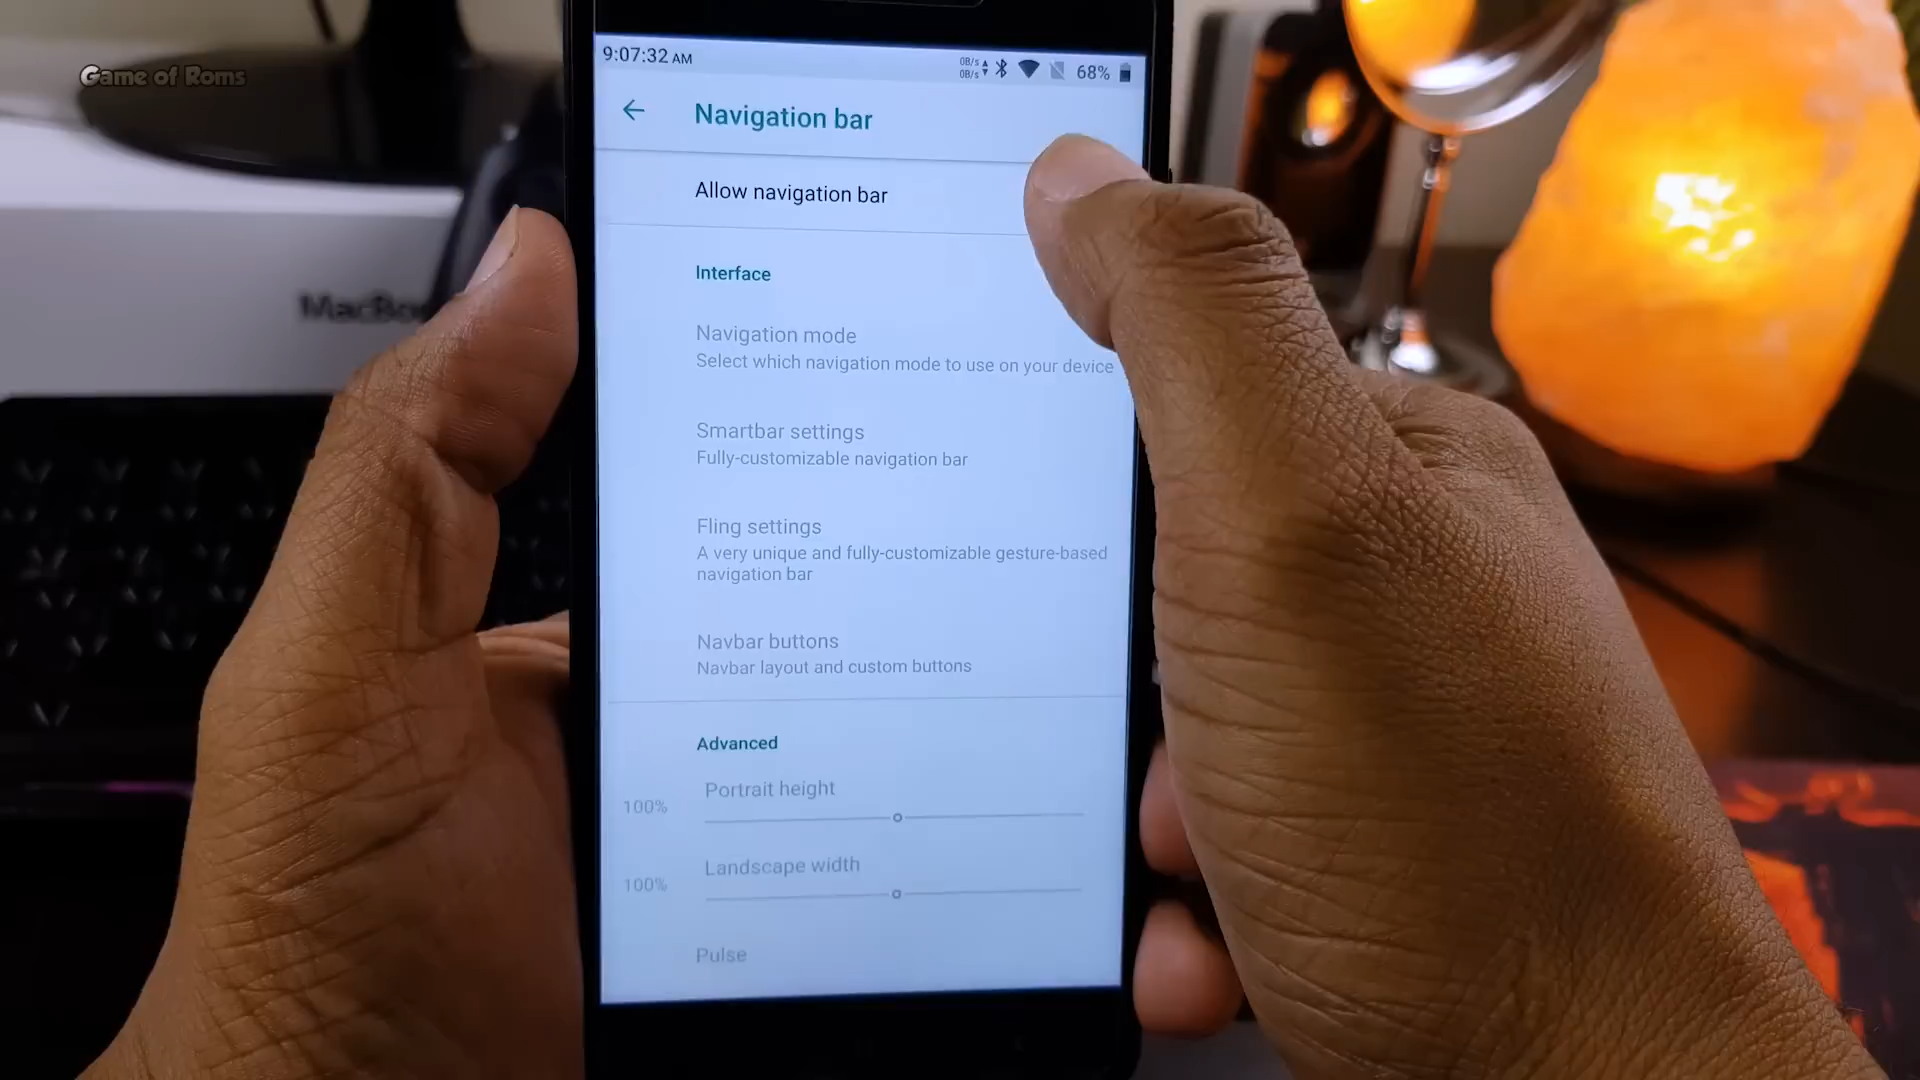 Game of Roms
9:07:32 AM
0B/s
0B/s
68%
Navigation bar
Allow navigation bar
Interface
Navigation mode
Select which navigation mode to use on your device
Smartbar settings
Fully-customizable navigation bar
Fling settings
A very unique and fully-customizable gesture-based
navigation bar
Navbar buttons
Navbar layout and custom buttons
Advanced
Portrait height
100%
Landscape width
100%
Pulse